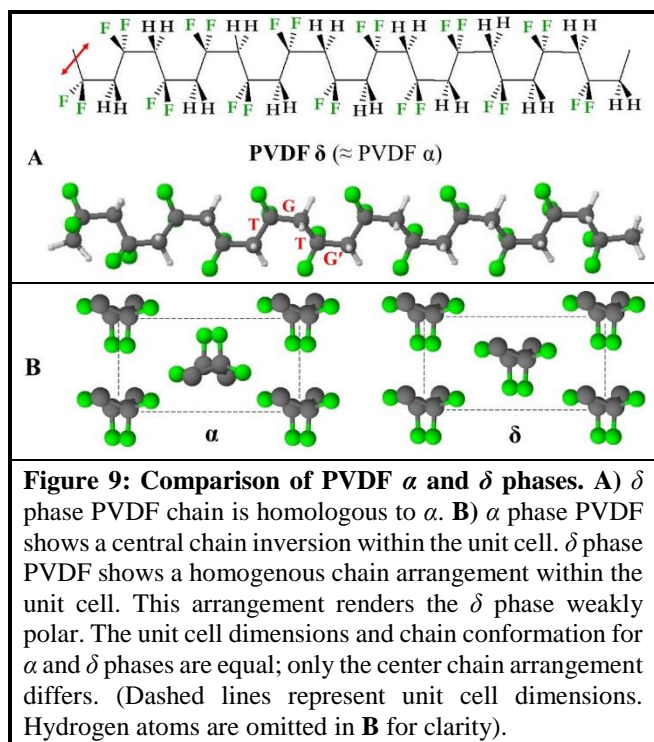 F F H H F F H H F F H H F F H H F F H H F F H H
F F H H F F H H F F H H F F H H F F H H F F H H F F H H
A
PVDF δ (≈ PVDF α)
G
T
T
G′
B
α
δ
Figure 9: Comparison of PVDF α and δ phases. A) δ
phase PVDF chain is homologous to α. B) α phase PVDF
shows a central chain inversion within the unit cell. δ phase
PVDF shows a homogenous chain arrangement within the
unit cell. This arrangement renders the δ phase weakly
polar. The unit cell dimensions and chain conformation for
α and δ phases are equal; only the center chain arrangement
differs. (Dashed lines represent unit cell dimensions.
Hydrogen atoms are omitted in B for clarity).